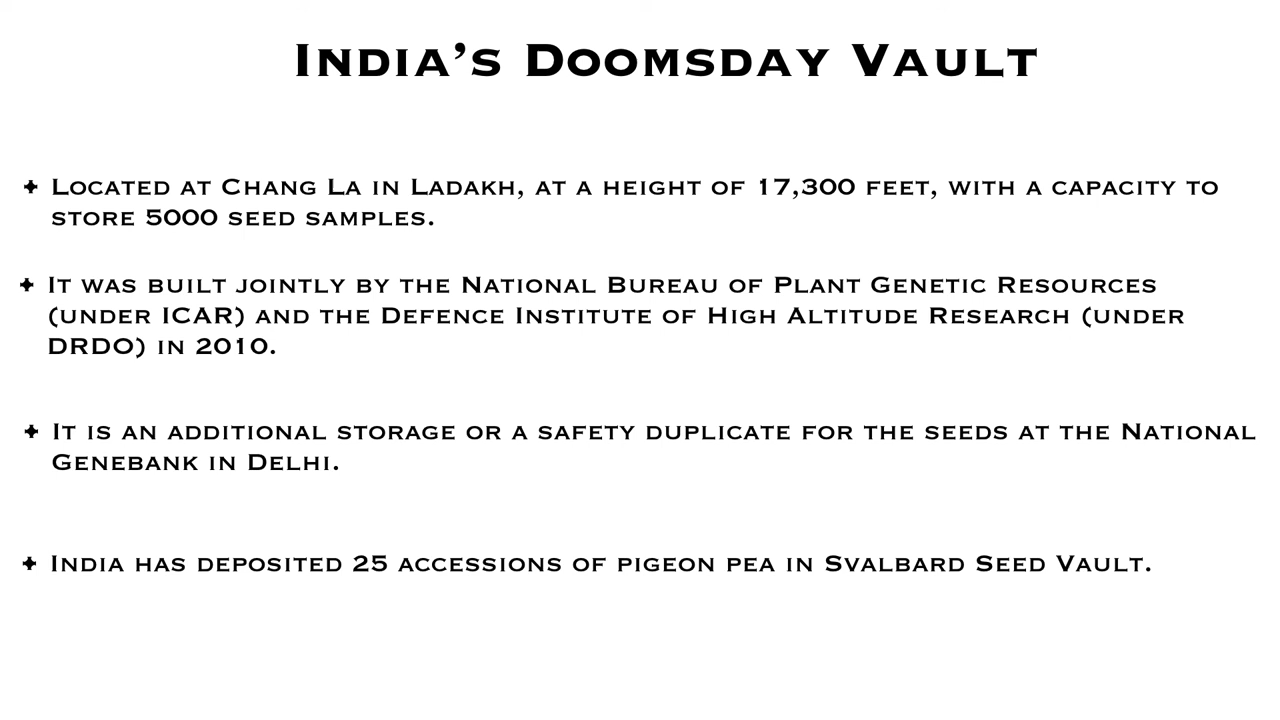 India's Doomsday Vault
Located at Chang La in Ladakh, at a height of 17,300 feet, with a capacity to
store 5000 seed samples.
It was built jointly by the National Bureau of Plant Genetic Resources
(under ICAR) and the Defence Institute of High Altitude Research (under
DRDO) in 2010.
It is an additional storage or a safety duplicate for the seeds at the National
Genebank in Delhi.
India has deposited 25 accessions of pigeon pea in Svalbard Seed Vault.